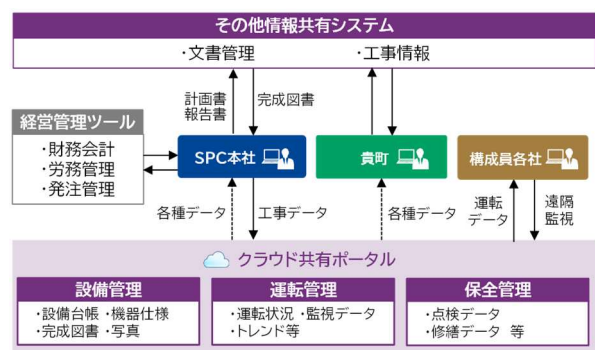 その他情報共有システム
・文書管理 ・工事情報
計画書
報告書
完成図書
経営管理ツール
・財務会計
・労務管理
・発注管理
SPC本社
貴町
構成員各社
各種データ
工事データ
各種データ
運転
データ
遠隔
監視
クラウド共有ポータル
設備管理
・設備台帳 ・機器仕様
・完成図書 ・写真
運転管理
・運転状況 ・監視データ
・トレンド等
保全管理
・点検データ
・修繕データ 等